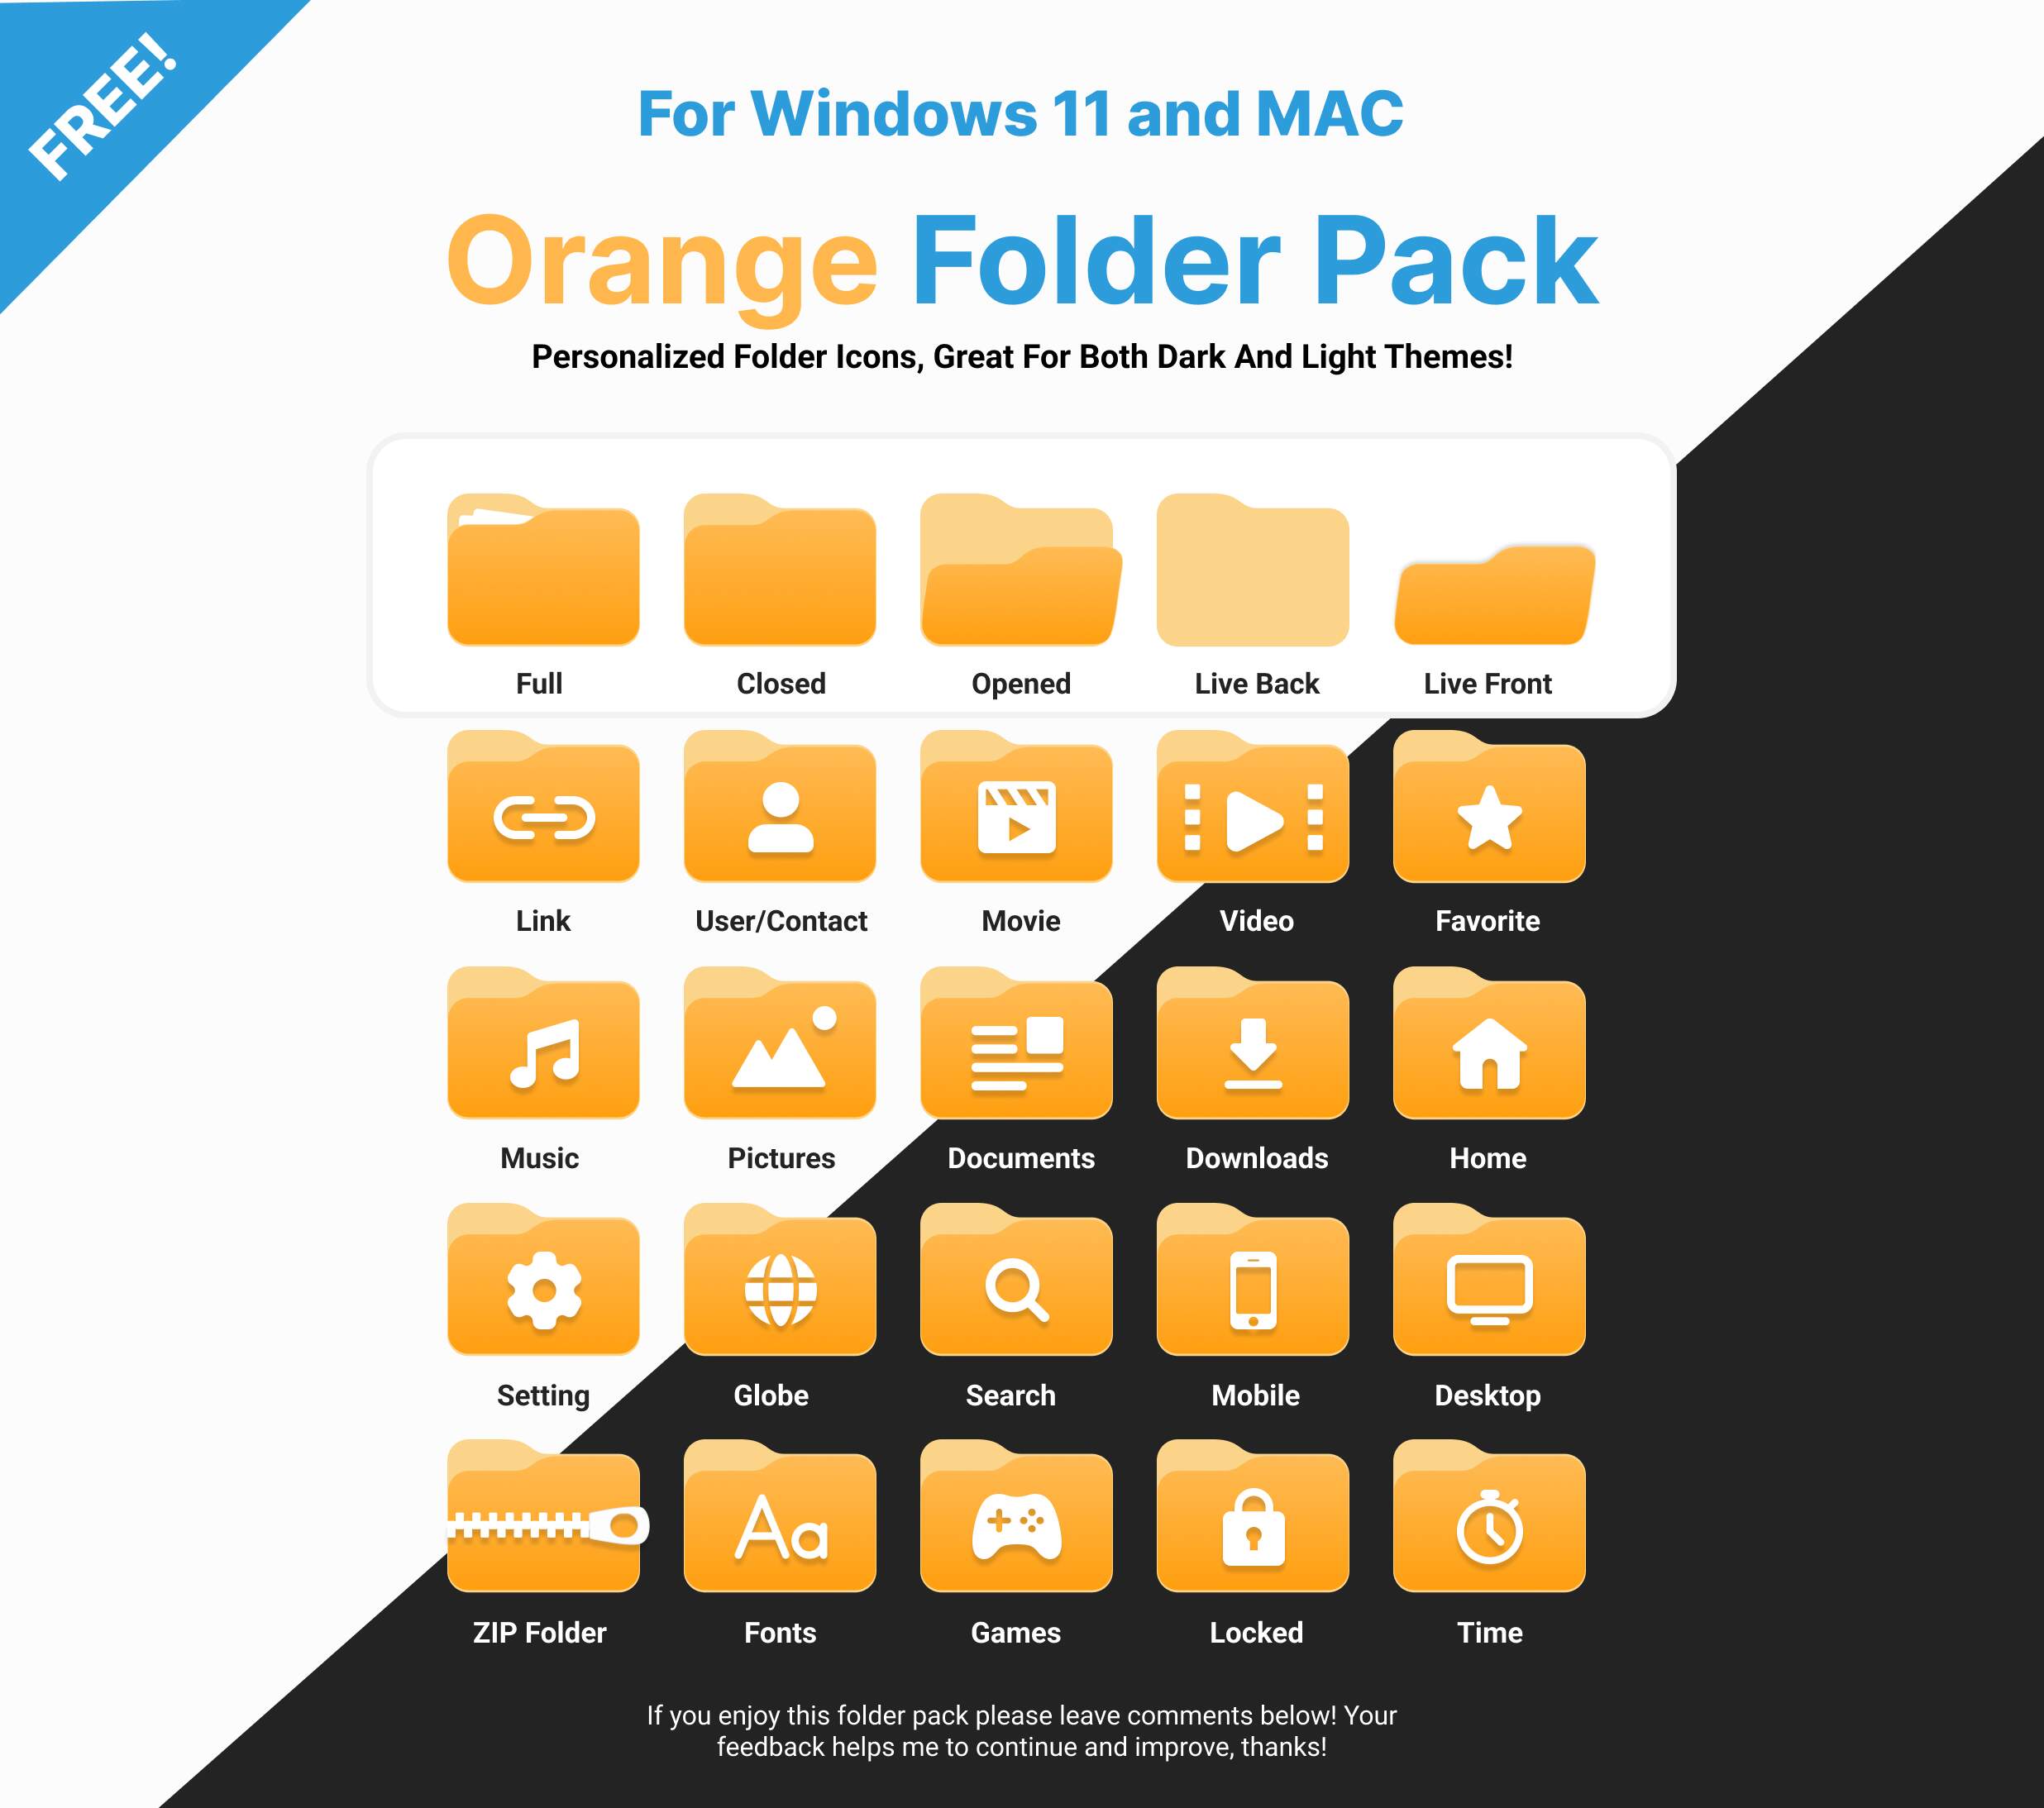 FREE!
For Windows 11 and MAC
Orange Folder Pack
Personalized Folder Icons, Great For Both Dark And Light Themes!
Full Closed Opened Live Back Live Front
Link User/Contact Movie Video Favorite
Music Pictures Documents Downloads Home
Setting Globe Search Mobile Desktop
Aa
ZIP Folder Fonts Games Locked Time
If you enjoy this folder pack please leave comments below! Your
feedback helps me to continue and improve, thanks!